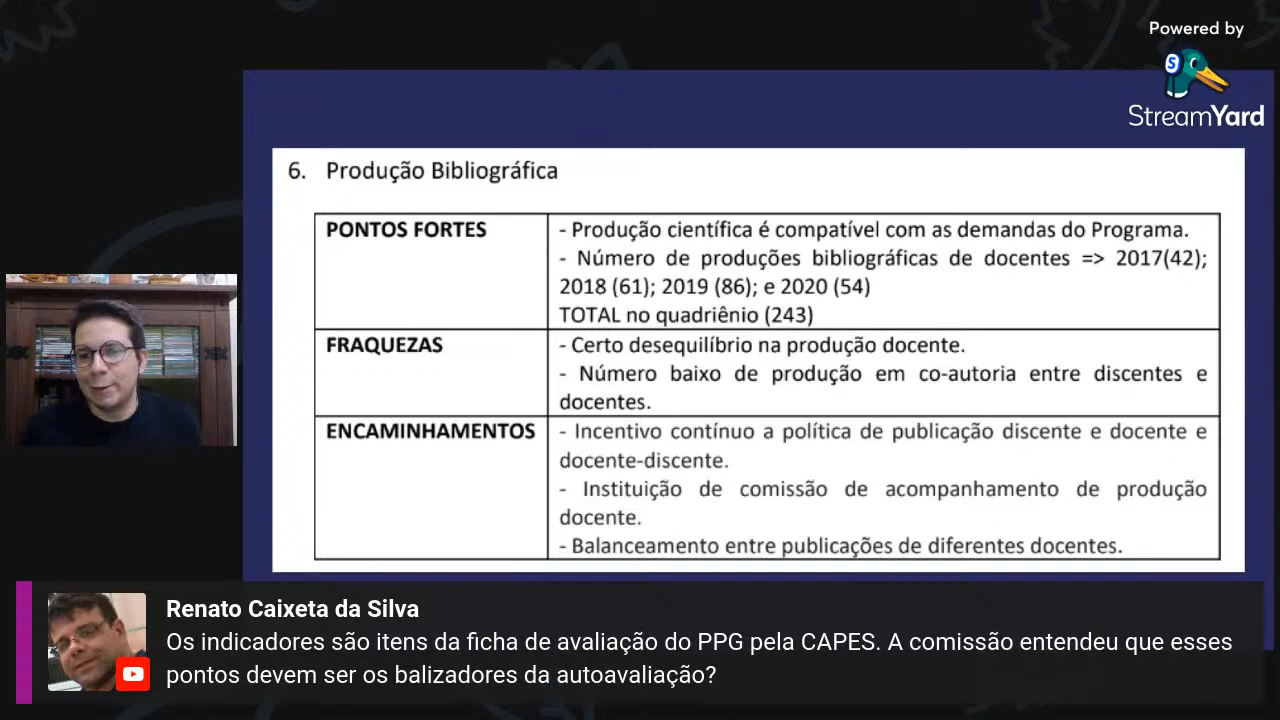 Powered by
StreamYard
6. Produção Bibliográfica
PONTOS FORTES
- Produção científica é compatível com as demandas do Programa.
- Número de produções bibliográficas de docentes => 2017(42);
2018 (61); 2019 (86); e 2020 (54)
TOTAL no quadriênio (243)
FRAQUEZAS
- Certo desequilíbrio na produção docente.
- Número baixo de produção em co-autoria entre discentes e
docentes.
ENCAMINHAMENTOS
- Incentivo contínuo a política de publicação discente e docente e
docente-discente.
- Instituição de comissão de acompanhamento de produção
docente.
- Balanceamento entre publicações de diferentes docentes.
Renato Caixeta da Silva
Os indicadores são itens da ficha de avaliação do PPG pela CAPES. A comissão entendeu que esses
pontos devem ser os balizadores da autoavaliação?